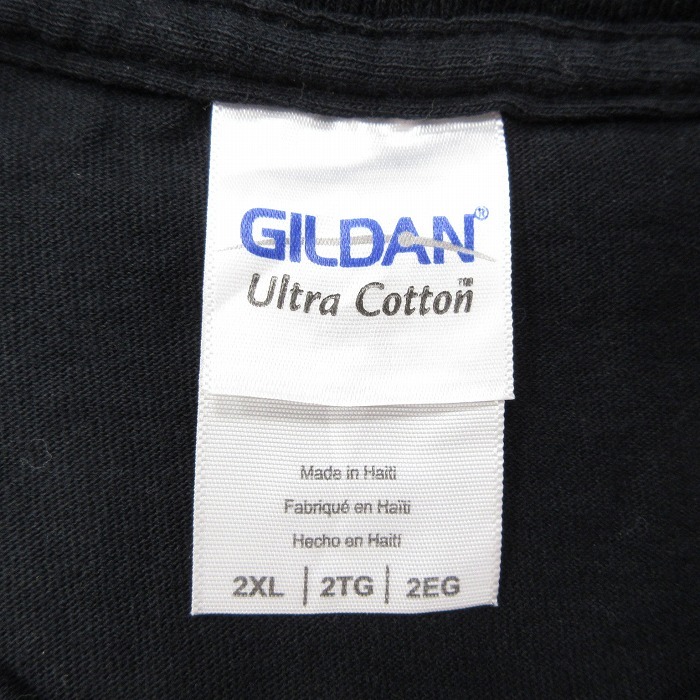 GILDAN®
Ultra Cotton™
Made in Haiti
Fabriqué en Haïti
Hecho en Haití
2XL | 2TG | 2EG